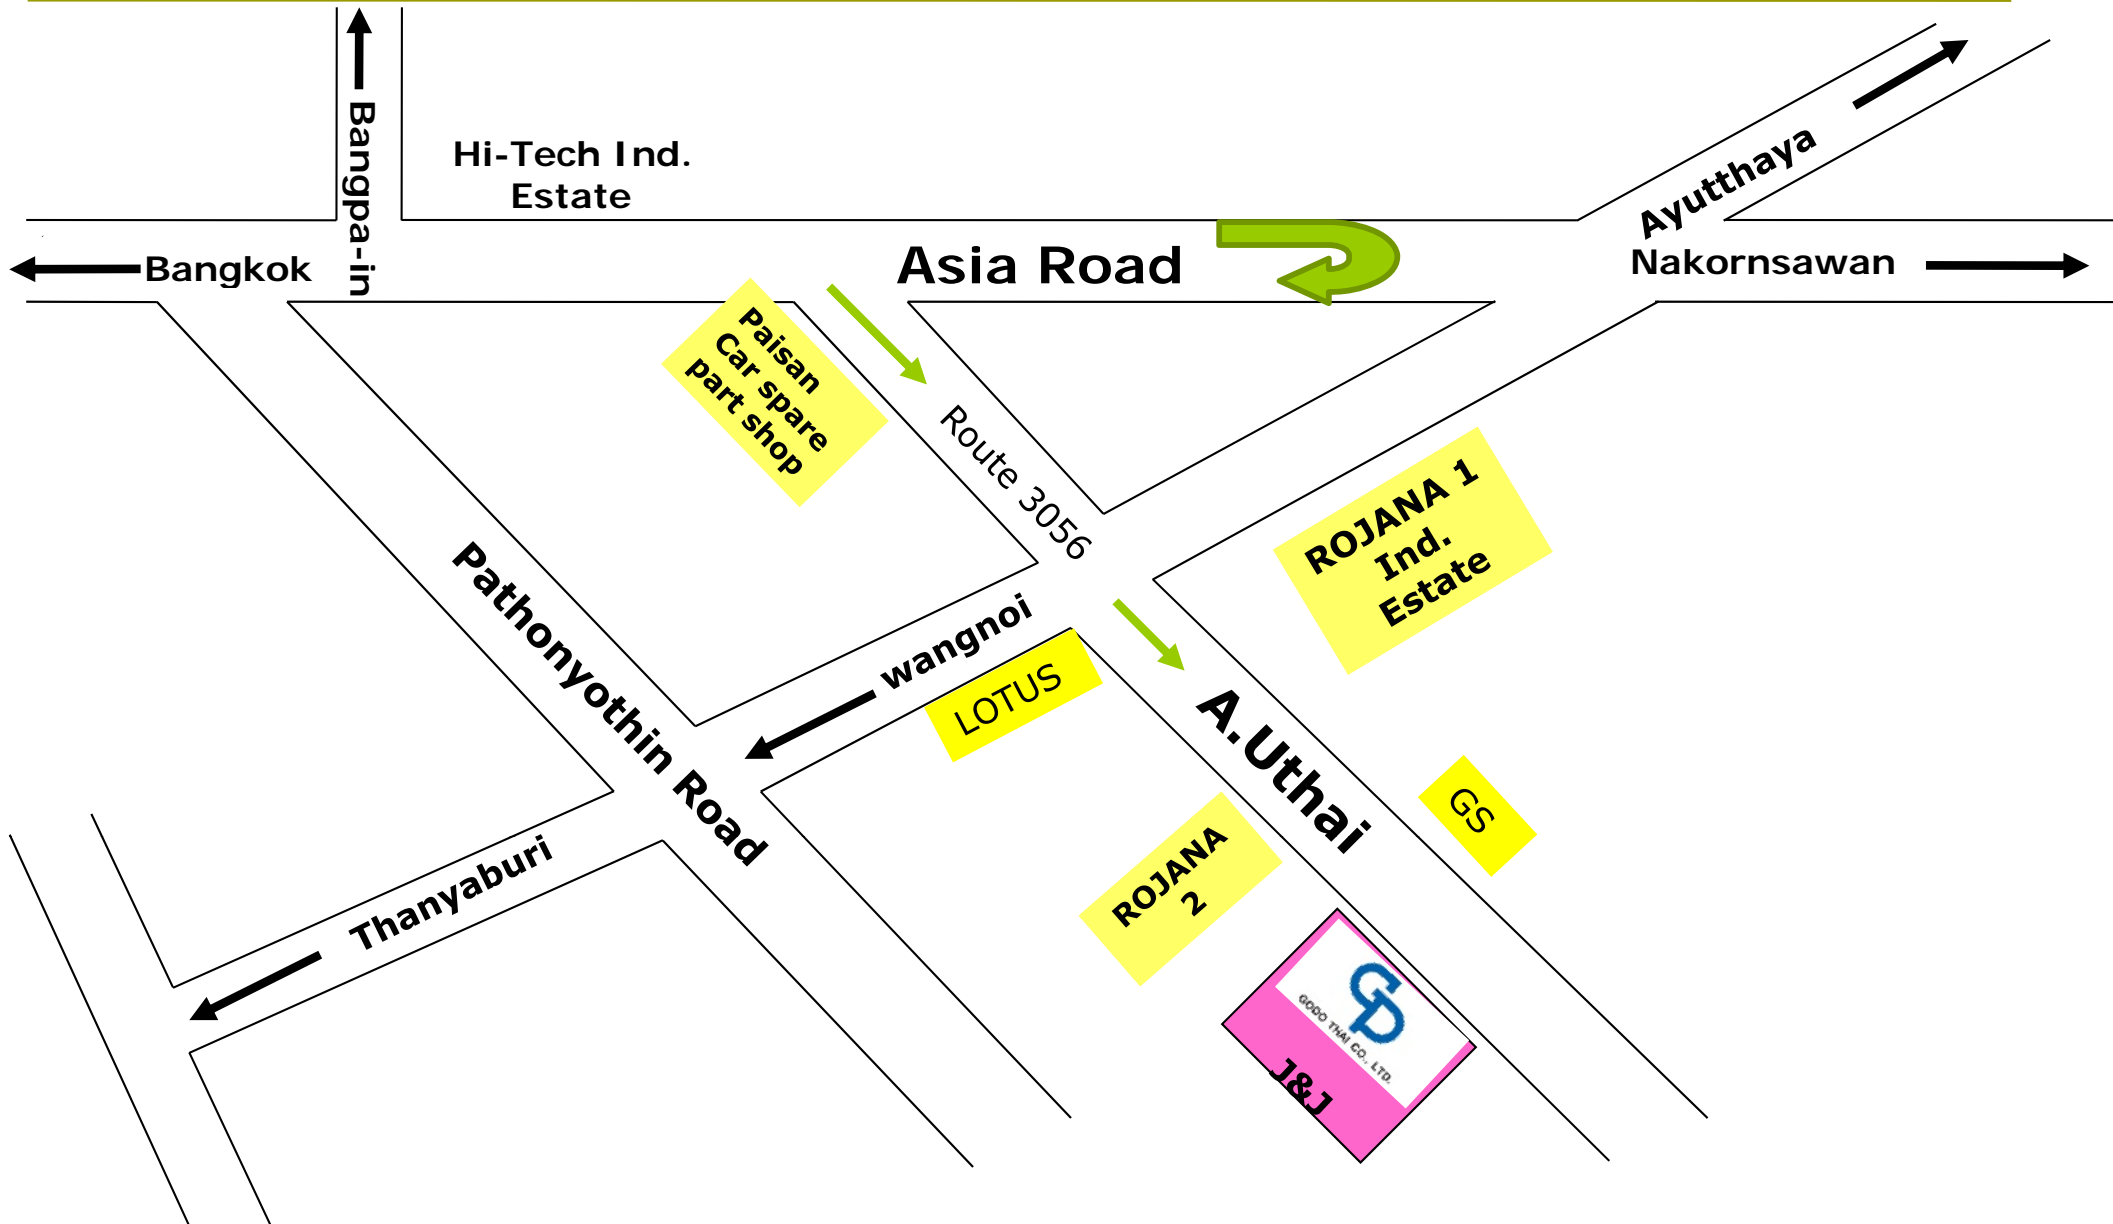 Bangpa-in
Hi-Tech Ind.
Estate
Ayutthaya
Bangkok
Asia Road
Nakornsawan
Paisan
Car spare
part shop
Route 3056
ROJANA 1
Ind.
Estate
Pathonyothin Road
wangnoi
LOTUS
A.Uthai
GS
Thanyaburi
ROJANA
2
GD
GODO THAI CO., LTD.
J&J